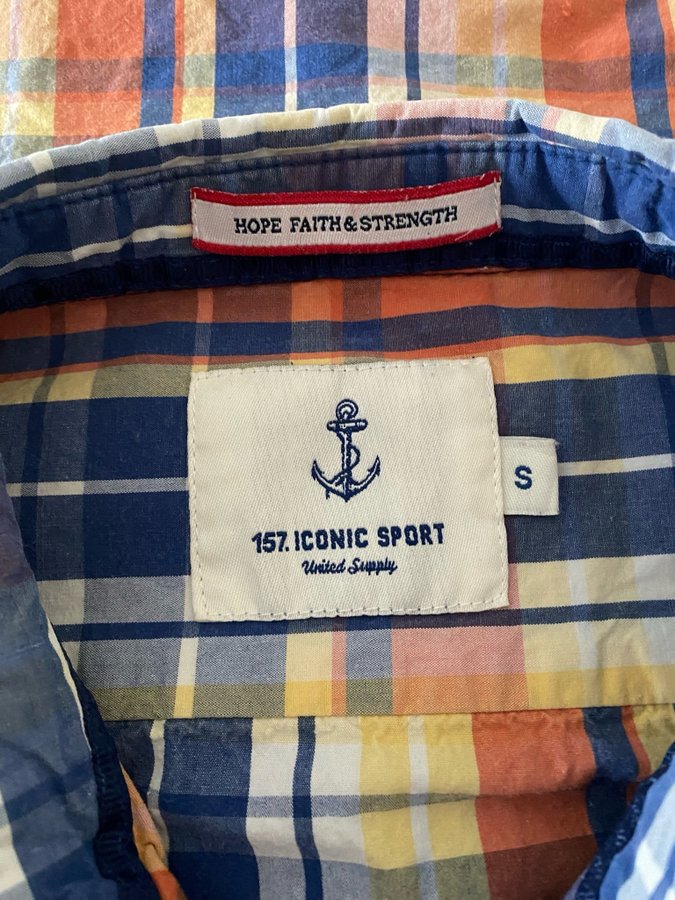 HOPE FAITH&STRENGTH
157. ICONIC SPORT
United Supply
S